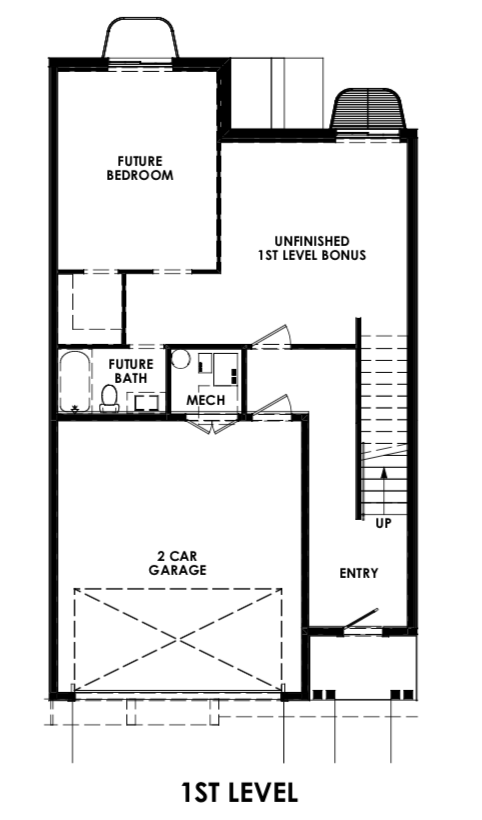 FUTURE
BEDROOM
UNFINISHED
1ST LEVEL BONUS
FUTURE
BATH
MECH
UP
2 CAR
GARAGE
ENTRY
1ST LEVEL